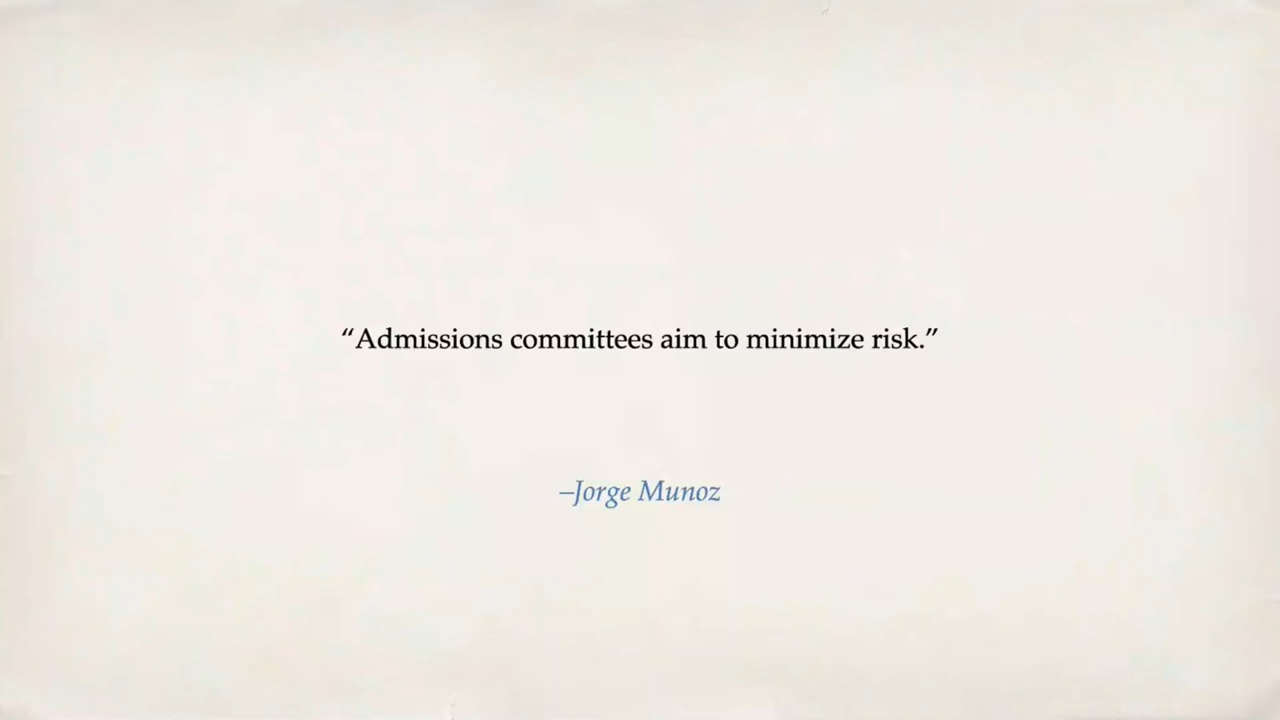 “Admissions committees aim to minimize risk.”
–Jorge Munoz